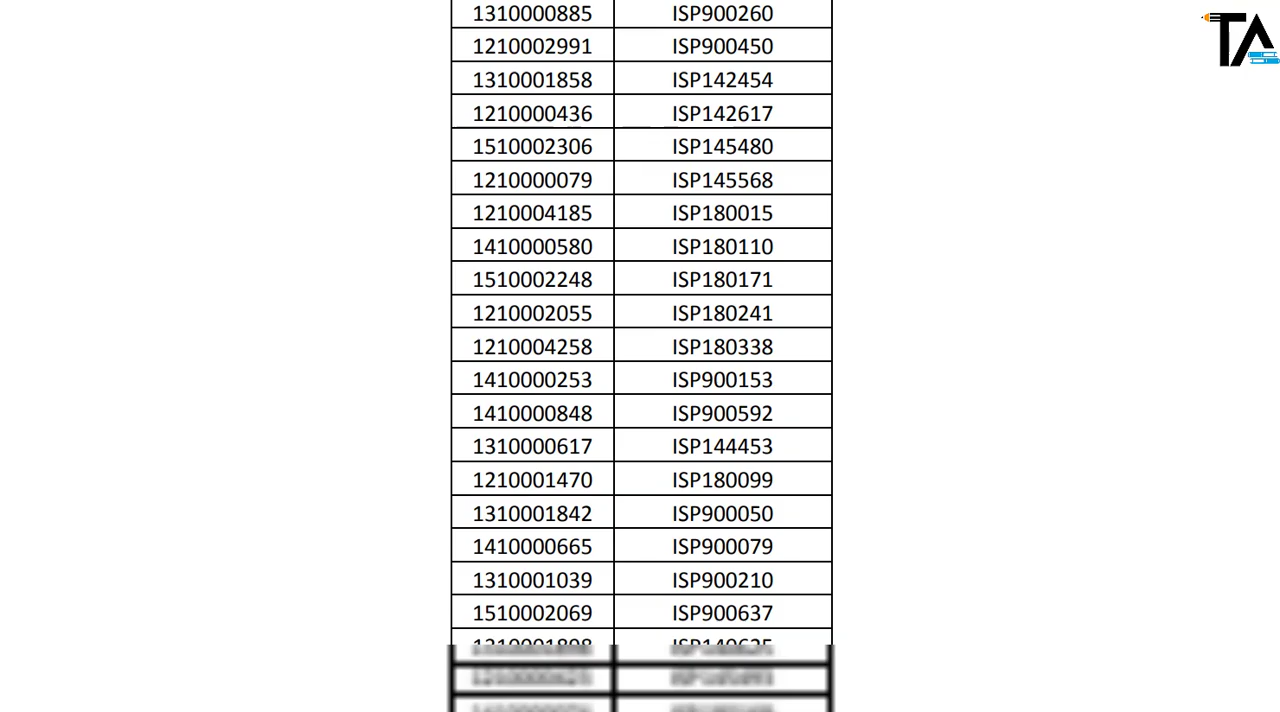 1310000885 ISP900260
TA
1210002991 ISP900450
1310001858 ISP142454
1210000436 ISP142617
1510002306 ISP145480
1210000079 ISP145568
1210004185 ISP180015
1410000580 ISP180110
1510002248 ISP180171
1210002055 ISP180241
1210004258 ISP180338
1410000253 ISP900153
1410000848 ISP900592
1310000617 ISP144453
1210001470 ISP180099
1310001842 ISP900050
1410000665 ISP900079
1310001039 ISP900210
1510002069 ISP900637